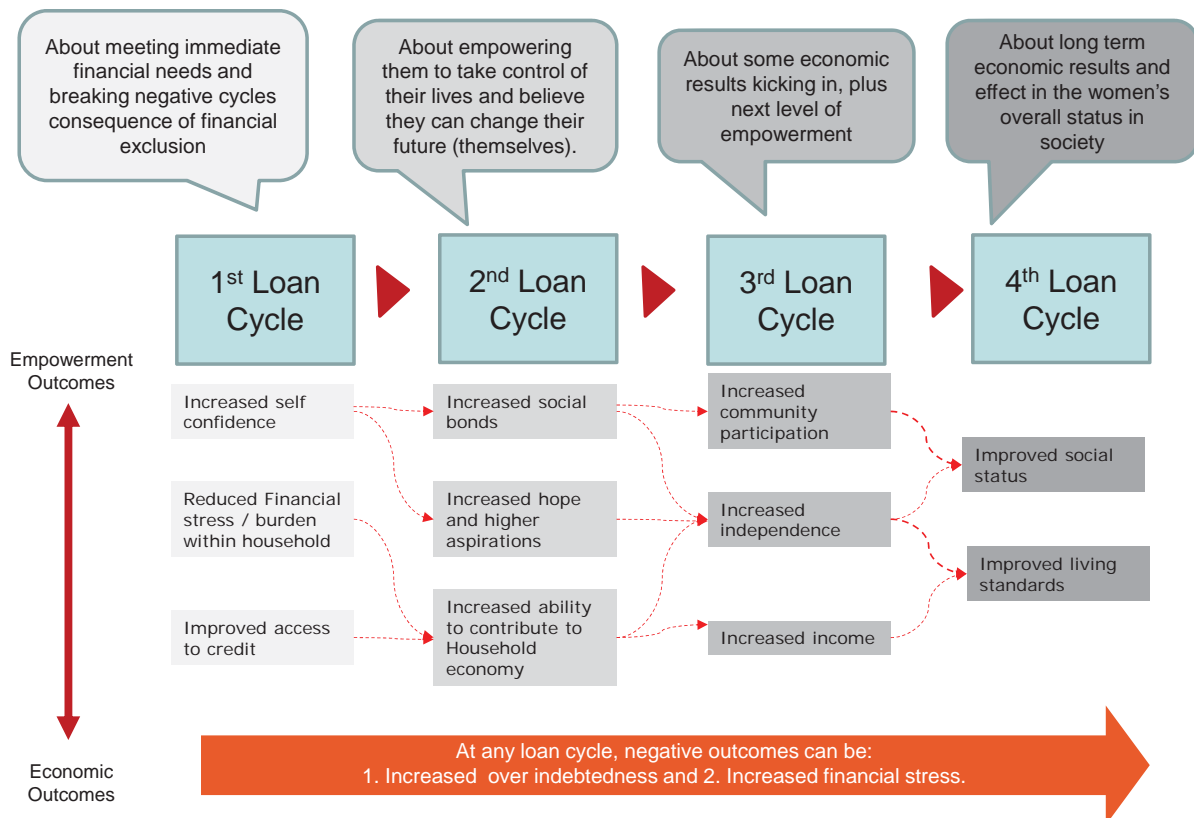 About meeting immediate
financial needs and
breaking negative cycles
consequence of financial
exclusion
About empowering
them to take control of
their lives and believe
they can change their
future (themselves).
About some economic
results kicking in, plus
next level of
empowerment
About long term
economic results and
effect in the women's
overall status in
society
1st Loan
Cycle
2nd Loan
Cycle
3rd Loan
Cycle
4th Loan
Cycle
Empowerment
Outcomes
Increased self
confidence
Increased social
bonds
Increased
community
participation
Improved social
status
Reduced Financial
stress / burden
within household
Increased hope
and higher
aspirations
Increased
independence
Improved living
standards
Improved access
to credit
Increased ability
to contribute to
Household
economy
Increased income
Economic
Outcomes
At any loan cycle, negative outcomes can be:
1. Increased over indebtedness and 2. Increased financial stress.